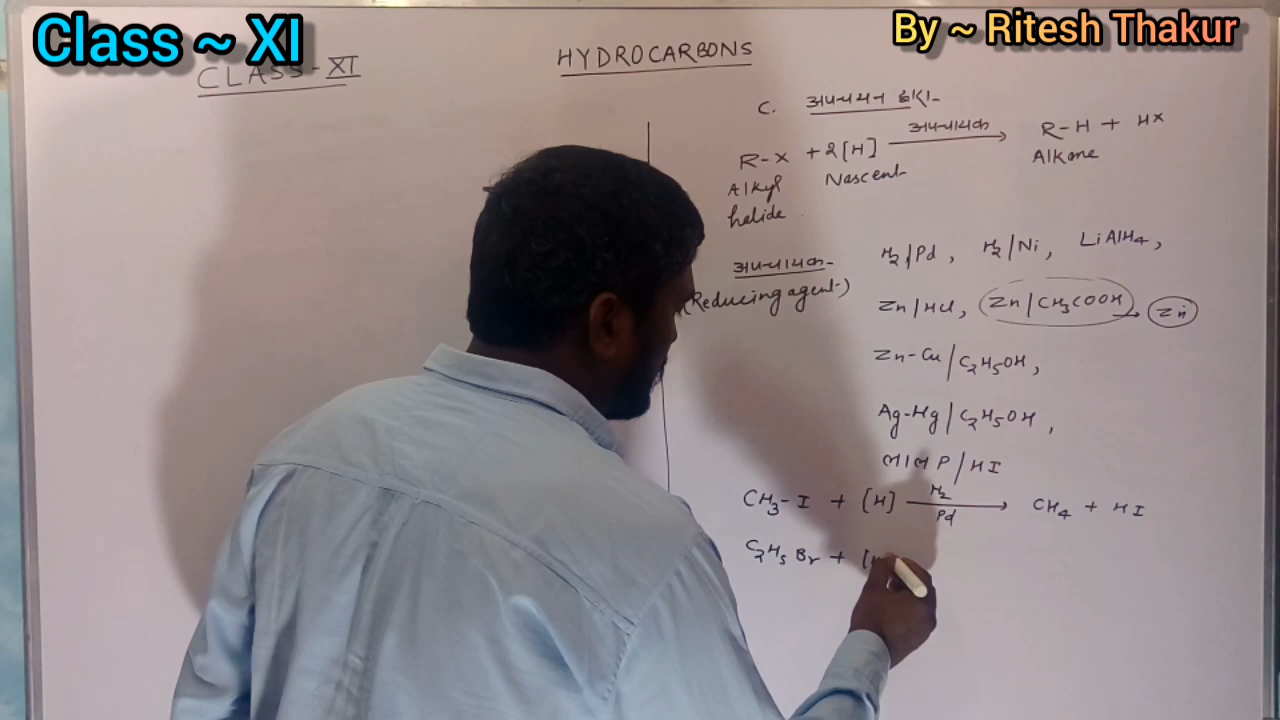 Class ~ XI
By ~ Ritesh Thakur
CLASS-XI
HYDROCARBONS
C. अपचयन द्वारा-
R-X + 2[H] अपचायक → R-H + HX
Alkyl halide Nascent Alkane
अपचायक- H₂/Pd, H₂/Ni, LiAlH₄,
(Reducing agent-) Zn/HCl, Zn/CH₃COOH → Zn
Zn-Cu/C₂H₅OH,
Ag-Hg/C₂H₅OH,
लाल P/HI
CH₃-I + [H] H₂ Pd → CH₄ + HI
C₂H₅Br + [H